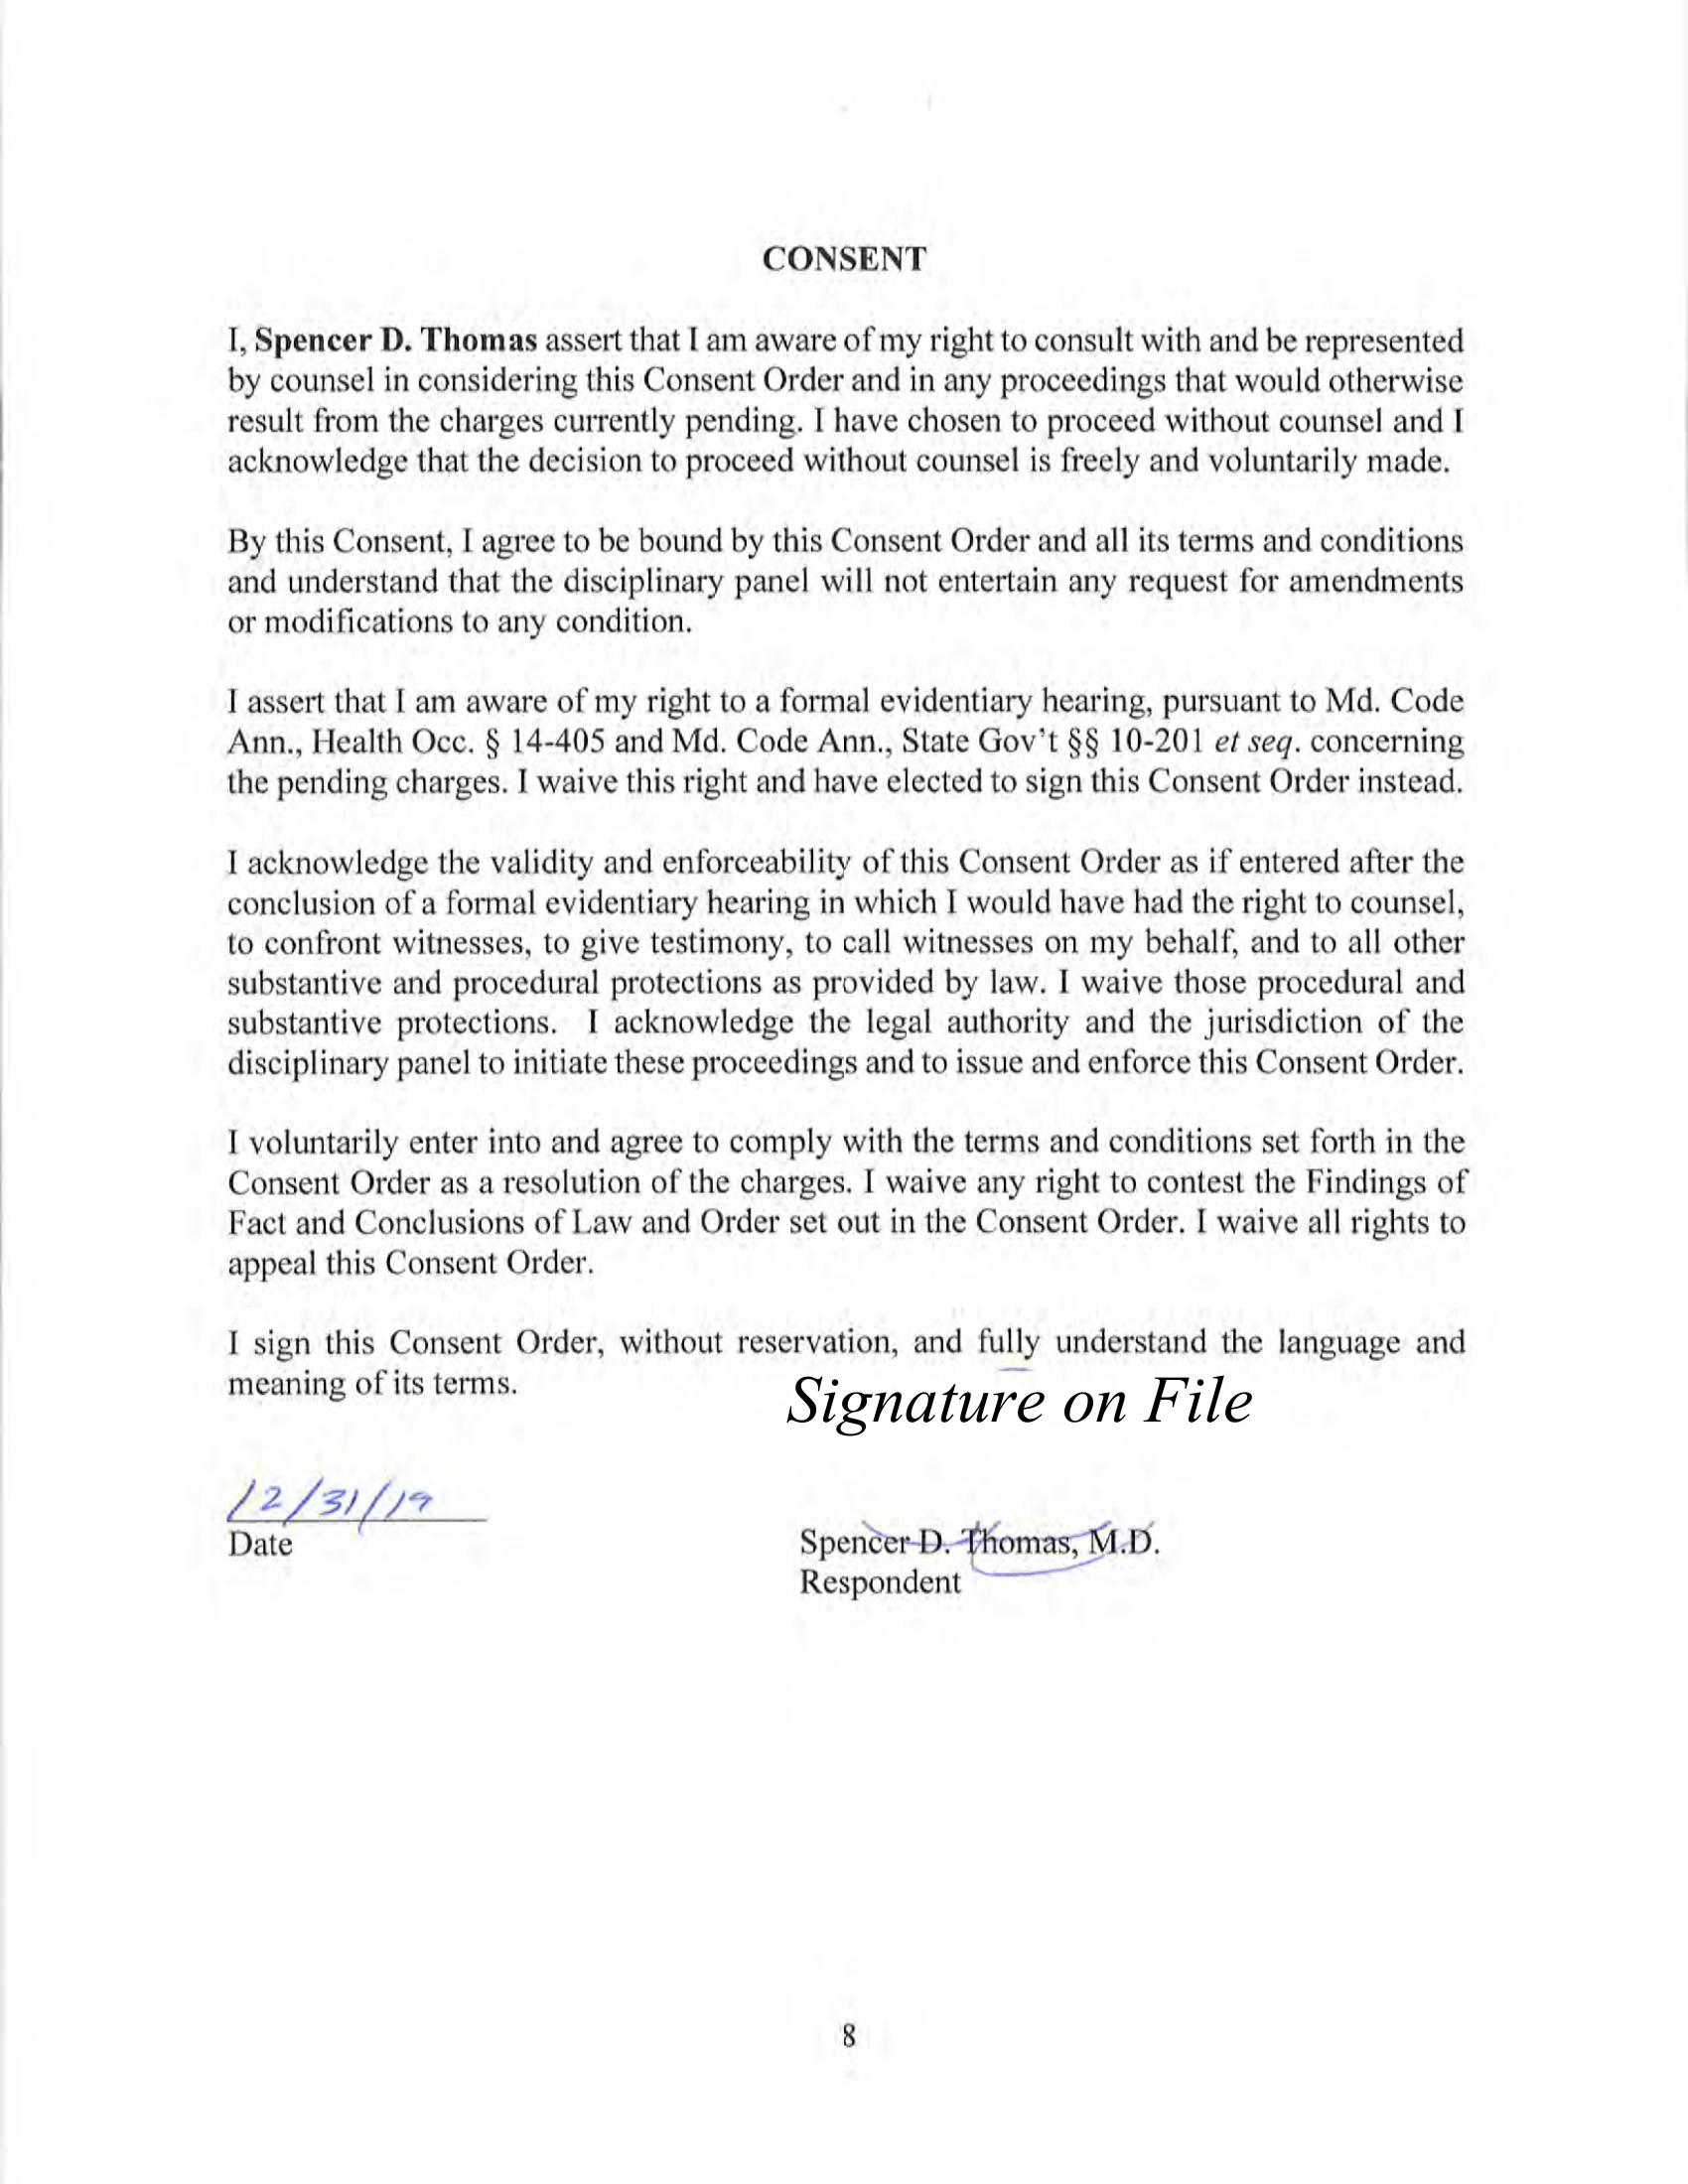 CONSENT
I, Spencer D. Thomas assert that I am aware of my right to consult with and be represented
by counsel in considering this Consent Order and in any proceedings that would otherwise
result from the charges currently pending. I have chosen to proceed without counsel and I
acknowledge that the decision to proceed without counsel is freely and voluntarily made.
By this Consent, I agree to be bound by this Consent Order and all its terms and conditions
and understand that the disciplinary panel will not entertain any request for amendments
or modifications to any condition.
I assert that I am aware of my right to a formal evidentiary hearing, pursuant to Md. Code
Ann., Health Occ. § 14-405 and Md. Code Ann., State Gov't §§ 10-201 et seq. concerning
the pending charges. I waive this right and have elected to sign this Consent Order instead.
I acknowledge the validity and enforceability of this Consent Order as if entered after the
conclusion of a formal evidentiary hearing in which I would have had the right to counsel,
to confront witnesses, to give testimony, to call witnesses on my behalf, and to all other
substantive and procedural protections as provided by law. I waive those procedural and
substantive protections. I acknowledge the legal authority and the jurisdiction of the
disciplinary panel to initiate these proceedings and to issue and enforce this Consent Order.
I voluntarily enter into and agree to comply with the terms and conditions set forth in the
Consent Order as a resolution of the charges. I waive any right to contest the Findings of
Fact and Conclusions of Law and Order set out in the Consent Order. I waive all rights to
appeal this Consent Order.
I sign this Consent Order, without reservation, and fully understand the language and
meaning of its terms.
Signature on File
12/31/19
Date
Spencer D. Thomas, M.D.
Respondent
8